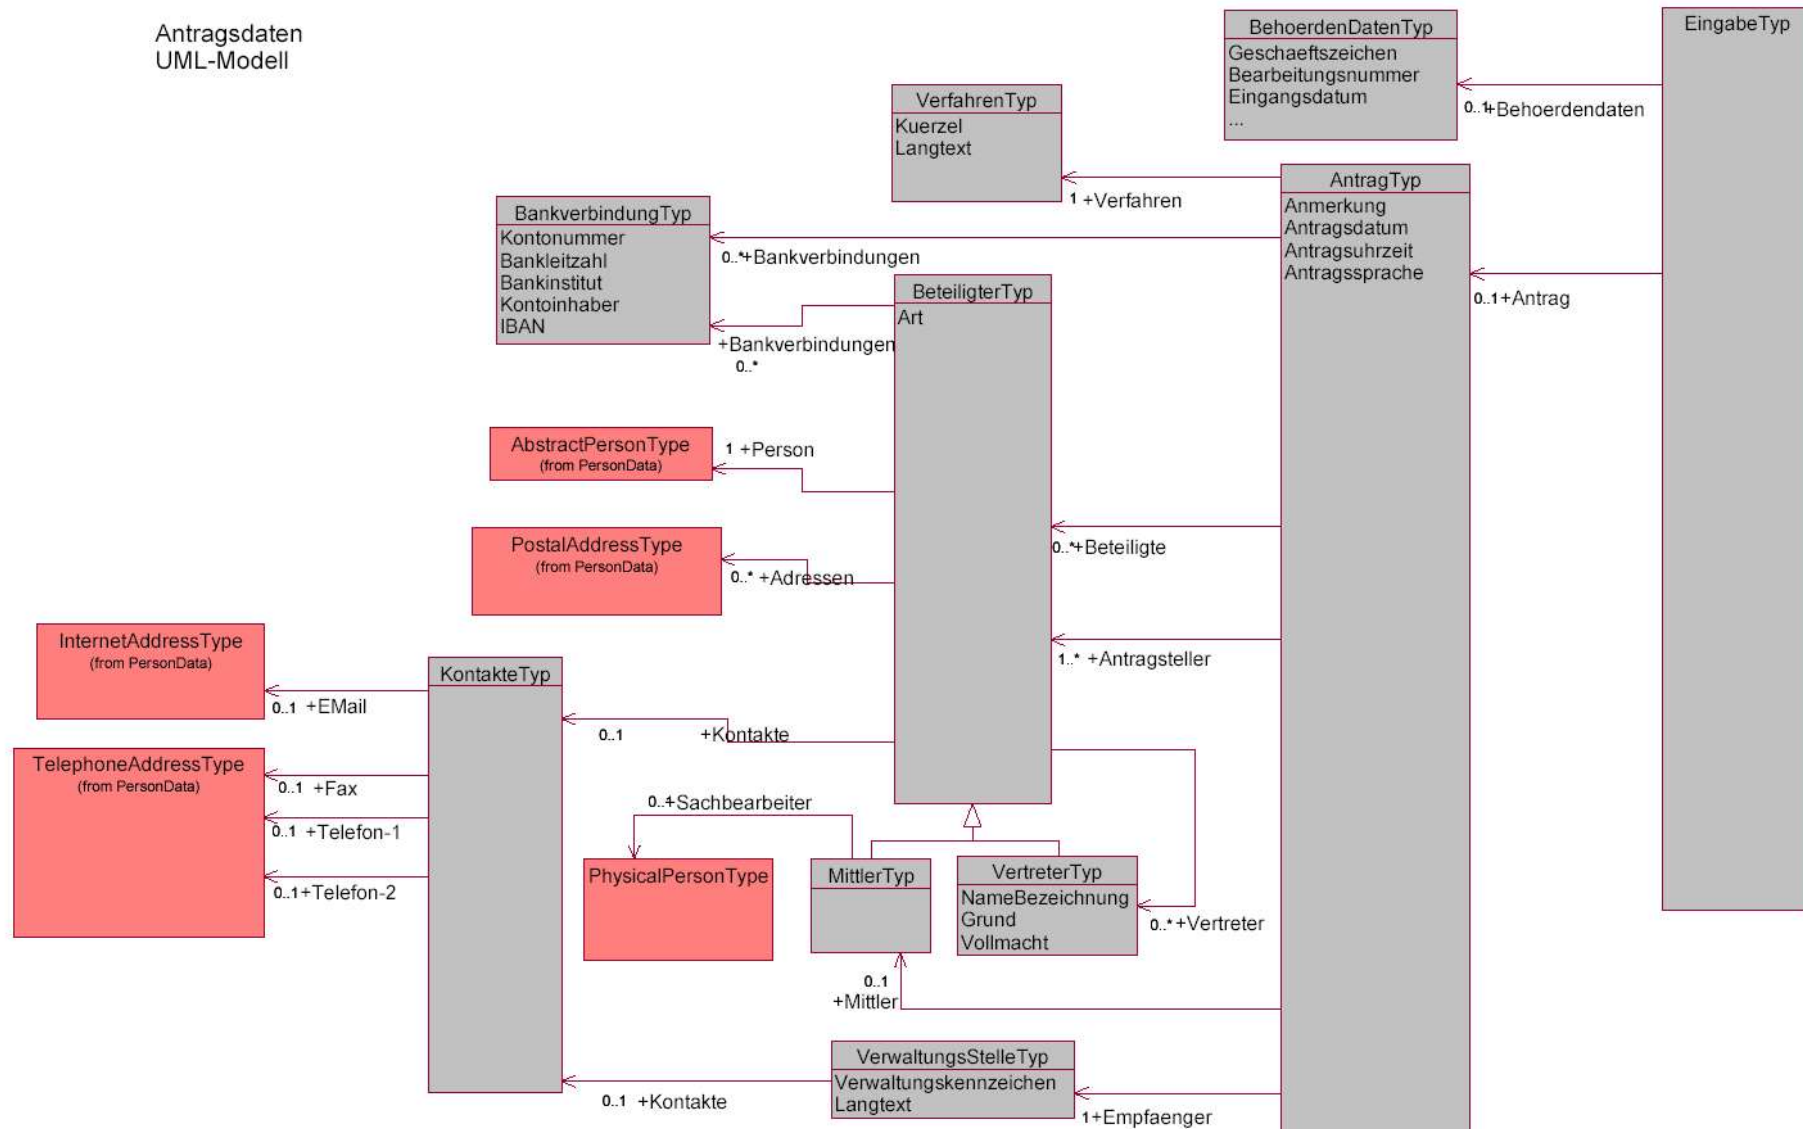 Antragsdaten
UML-Modell
BehoerdenDatenTyp
Geschaeftszeichen
Bearbeitungsnummer
Eingangsdatum
...
EingabeTyp
0..1 +Behoerdendaten
VerfahrenTyp
Kuerzel
Langtext
1 +Verfahren
AntragTyp
Anmerkung
Antragsdatum
Antragsuhrzeit
Antragssprache
0..1 +Antrag
BankverbindungTyp
Kontonummer
Bankleitzahl
Bankinstitut
Kontoinhaber
IBAN
0..* +Bankverbindungen
BeteiligterTyp
Art
+Bankverbindungen
0..*
AbstractPersonType
(from PersonData)
1 +Person
PostalAddressType
(from PersonData)
0..* +Adressen
0..* +Beteiligte
InternetAddressType
(from PersonData)
0..1 +EMail
KontakteTyp
1..* +Antragsteller
0..1 +Kontakte
TelephoneAddressType
(from PersonData)
0..1 +Fax
0..1 +Telefon-1
0..1 +Telefon-2
0..1 +Sachbearbeiter
PhysicalPersonType
MittlerTyp
VertreterTyp
NameBezeichnung
Grund
Vollmacht
0..* +Vertreter
0..1
+Mittler
VerwaltungsStelleTyp
Verwaltungskennzeichen
Langtext
0..1 +Kontakte
1 +Empfaenger